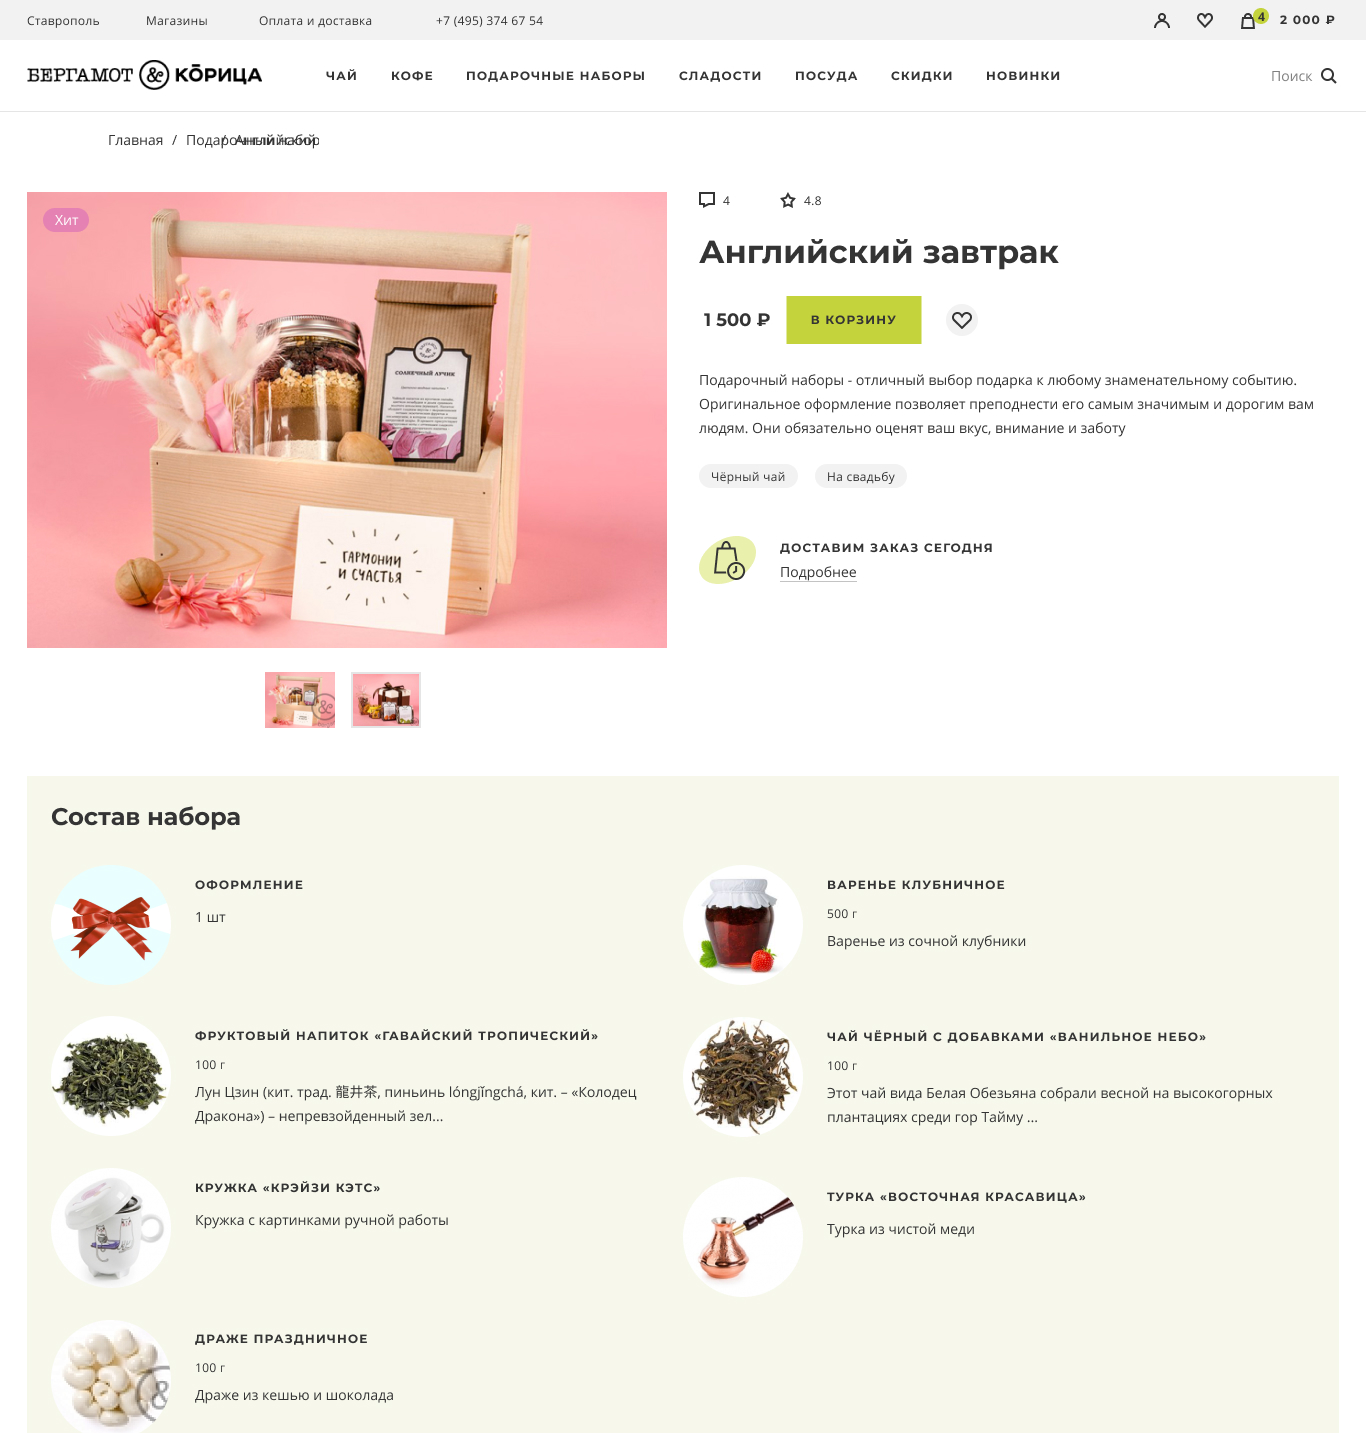 Ставрополь Магазины Оплата и доставка +7 (495) 374 67 54 4 2 000 ₽
БЕРГАМОТ & КОРИЦА ЧАЙ КОФЕ ПОДАРОЧНЫЕ НАБОРЫ СЛАДОСТИ ПОСУДА СКИДКИ НОВИНКИ Поиск
Главная / Подарочный набор / Английский
Хит
СОЛНЕЧНЫЙ ЛУЧИК
ГАРМОНИИ
И СЧАСТЬЯ
4 4.8
Английский завтрак
1 500 ₽ В КОРЗИНУ
Подарочный наборы - отличный выбор подарка к любому знаменательному событию.
Оригинальное оформление позволяет преподнести его самым значимым и дорогим вам
людям. Они обязательно оценят ваш вкус, внимание и заботу
Чёрный чай На свадьбу
ДОСТАВИМ ЗАКАЗ СЕГОДНЯ
Подробнее
&
Состав набора
ОФОРМЛЕНИЕ
1 шт
ВАРЕНЬЕ КЛУБНИЧНОЕ
500 г
Варенье из сочной клубники
ФРУКТОВЫЙ НАПИТОК «ГАВАЙСКИЙ ТРОПИЧЕСКИЙ»
100 г
Лун Цзин (кит. трад. 龍井茶, пиньинь lóngjǐngchá, кит. – «Колодец
Дракона») – непревзойденный зел...
ЧАЙ ЧЁРНЫЙ С ДОБАВКАМИ «ВАНИЛЬНОЕ НЕБО»
100 г
Этот чай вида Белая Обезьяна собрали весной на высокогорных
плантациях среди гор Тайму ...
КРУЖКА «КРЭЙЗИ КЭТС»
Кружка с картинками ручной работы
ТУРКА «ВОСТОЧНАЯ КРАСАВИЦА»
Турка из чистой меди
ДРАЖЕ ПРАЗДНИЧНОЕ
100 г
Драже из кешью и шоколада
&